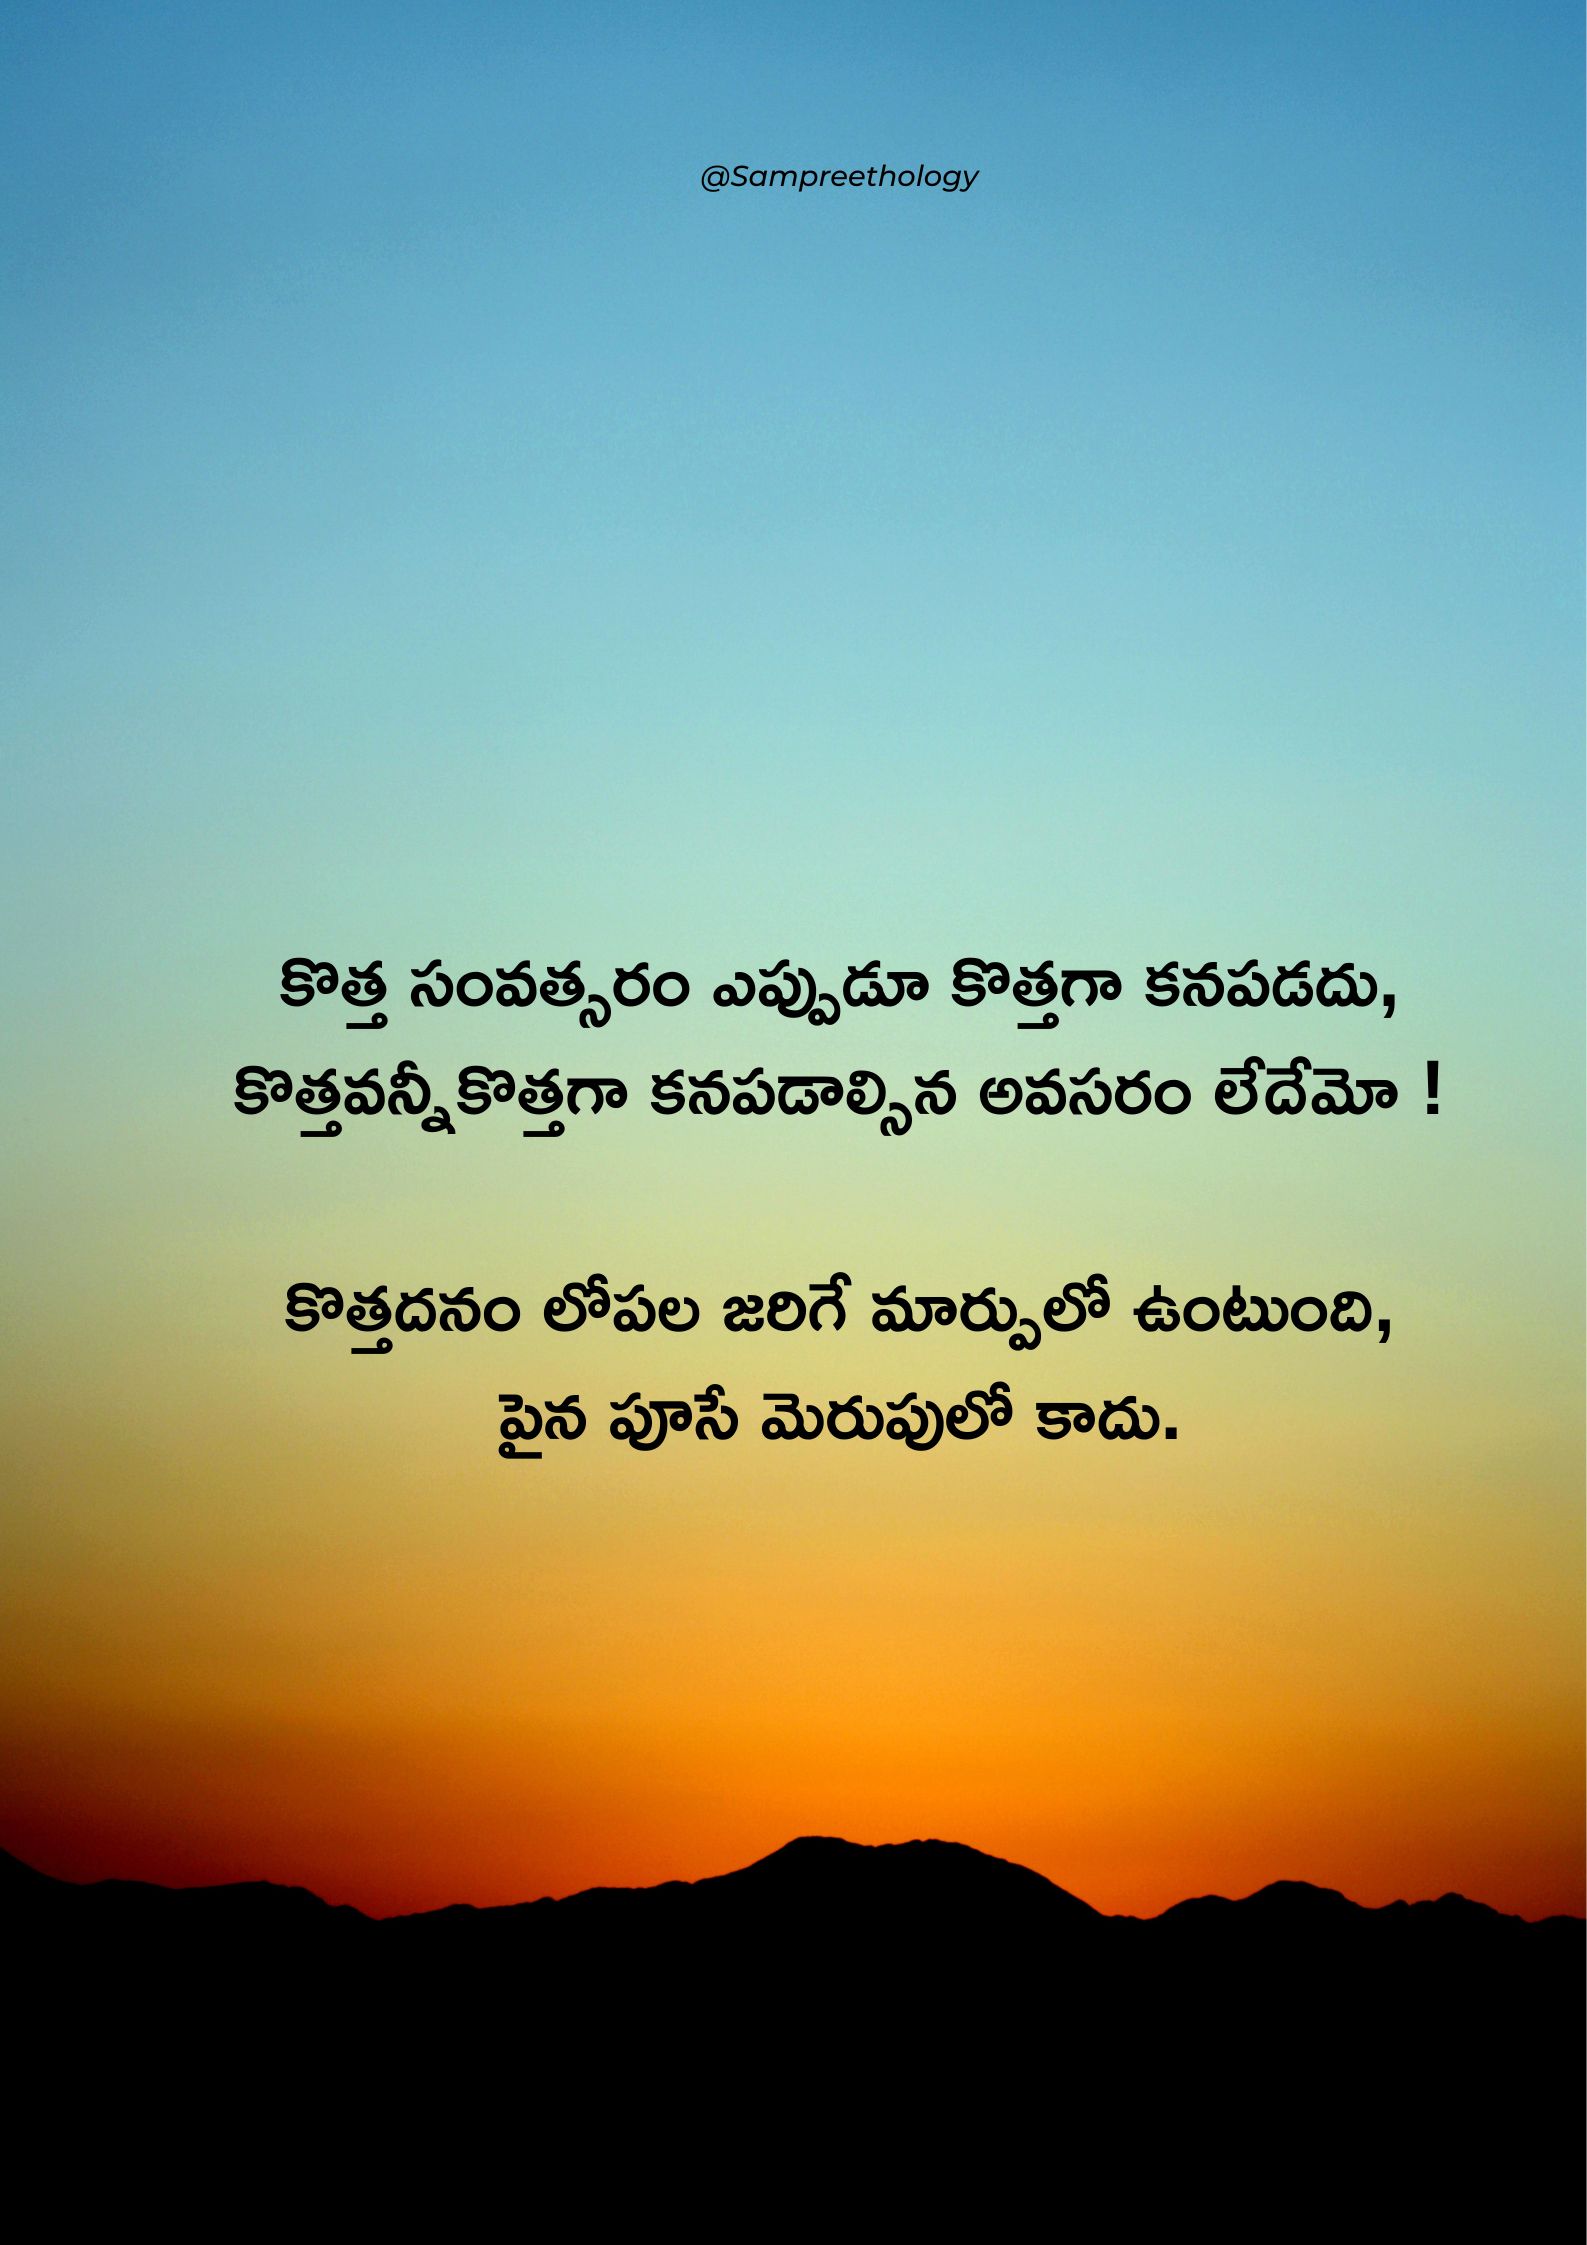 @Sampreethology
కొత్త సంవత్సరం ఎప్పుడూ కొత్తగా కనపడదు,
కొత్తవన్నీకొత్తగా కనపడాల్సిన అవసరం లేదేమో !
కొత్తదనం లోపల జరిగే మార్పులో ఉంటుంది,
పైన పూసే మెరుపులో కాదు.